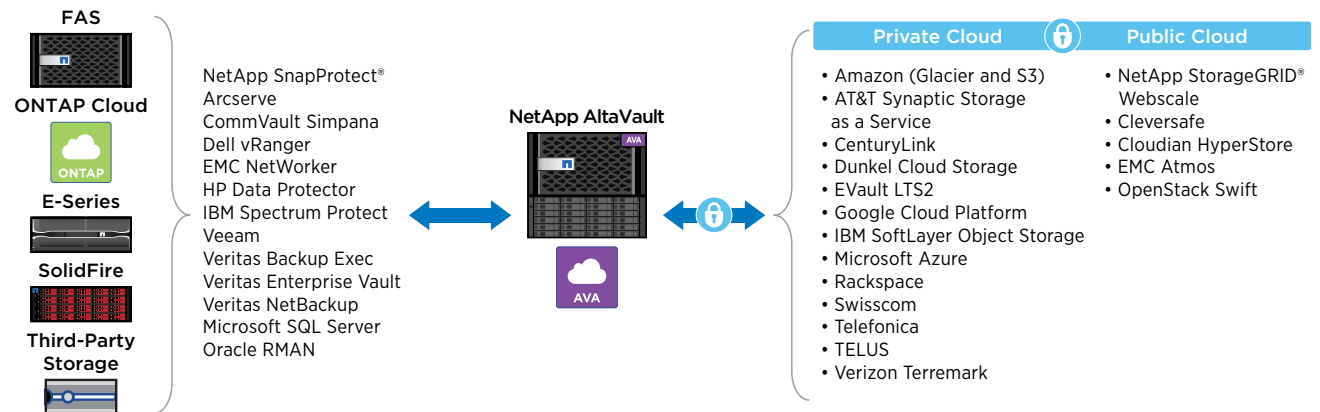 FAS
ONTAP Cloud
ONTAP
E-Series
SolidFire
Third-Party
Storage
NetApp SnapProtect®
Arcserve
CommVault Simpana
Dell vRanger
EMC NetWorker
HP Data Protector
IBM Spectrum Protect
Veeam
Veritas Backup Exec
Veritas Enterprise Vault
Veritas NetBackup
Microsoft SQL Server
Oracle RMAN
NetApp AltaVault
AVA
AVA
Private Cloud
• Amazon (Glacier and S3)
• AT&T Synaptic Storage
as a Service
• CenturyLink
• Dunkel Cloud Storage
• EVault LTS2
• Google Cloud Platform
• IBM SoftLayer Object Storage
• Microsoft Azure
• Rackspace
• Swisscom
• Telefonica
• TELUS
• Verizon Terremark
Public Cloud
• NetApp StorageGRID®
Webscale
• Cleversafe
• Cloudian HyperStore
• EMC Atmos
• OpenStack Swift